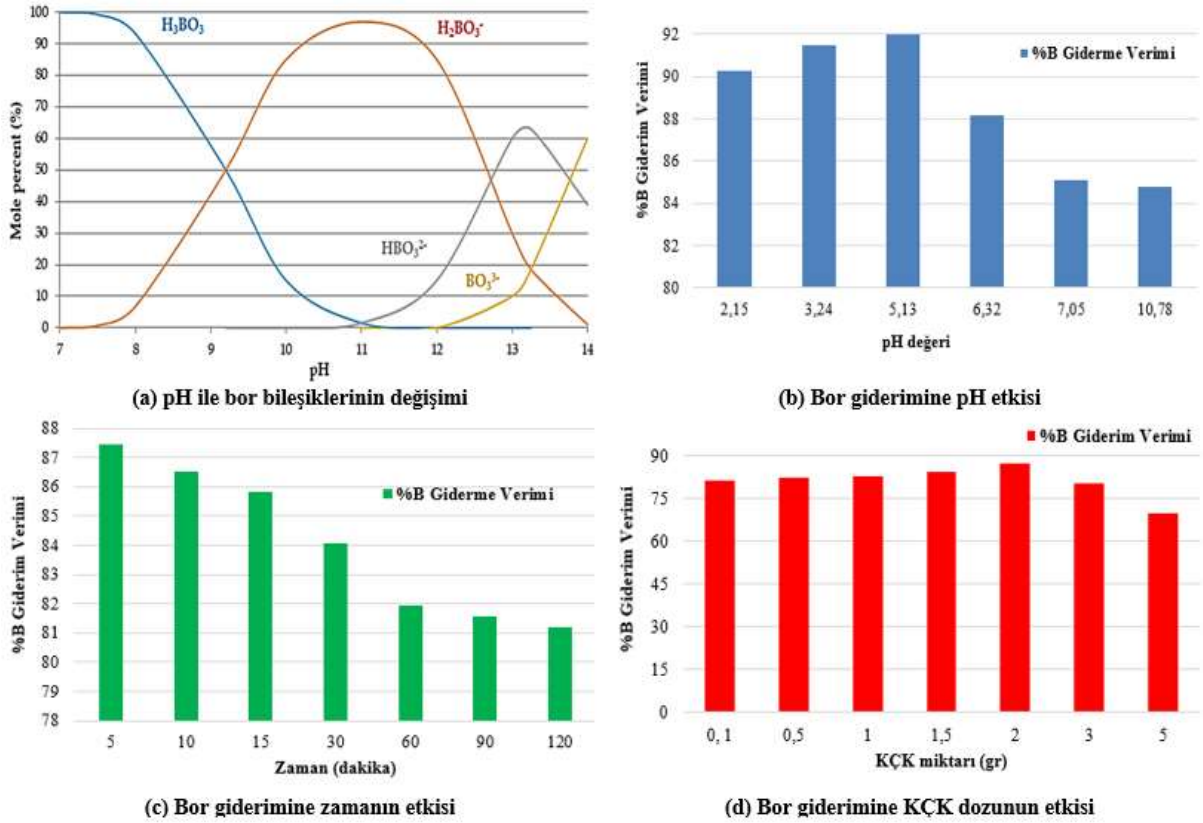 100
90
80
70
60
50
40
30
20
10
0
Mole percent (%)
H₃BO₃
H₂BO₃⁻
HBO₃²⁻
BO₃³⁻
7 8 9 10 11 12 13 14
pH
(a) pH ile bor bileşiklerinin değişimi
92
90
88
86
84
82
80
%B Giderim Verimi
%B Giderme Verimi
2,15 3,24 5,13 6,32 7,05 10,78
pH değeri
(b) Bor giderimine pH etkisi
88
87
86
85
84
83
82
81
80
79
78
%B Giderim Verimi
%B Giderme Verimi
5 10 15 30 60 90 120
Zaman (dakika)
(c) Bor giderimine zamanın etkisi
%B Giderim Verimi
90
75
60
45
30
15
0
%B Giderim Verimi
0, 1 0,5 1 1,5 2 3 5
KÇK miktarı (gr)
(d) Bor giderimine KÇK dozunun etkisi